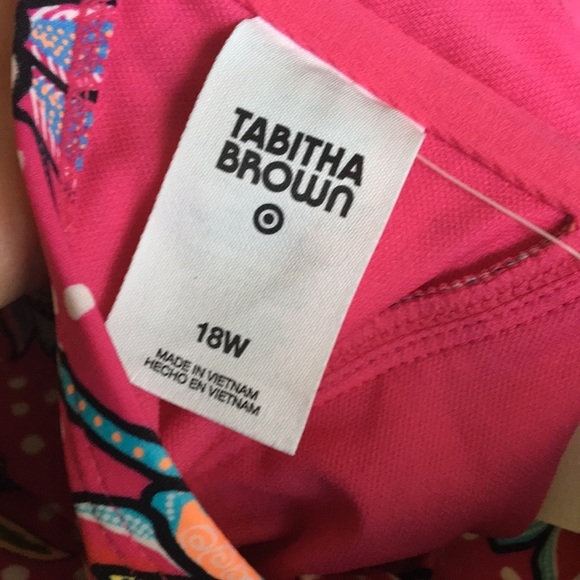 TABITHA
BROWN
18W
MADE IN VIETNAM
HECHO EN VIETNAM